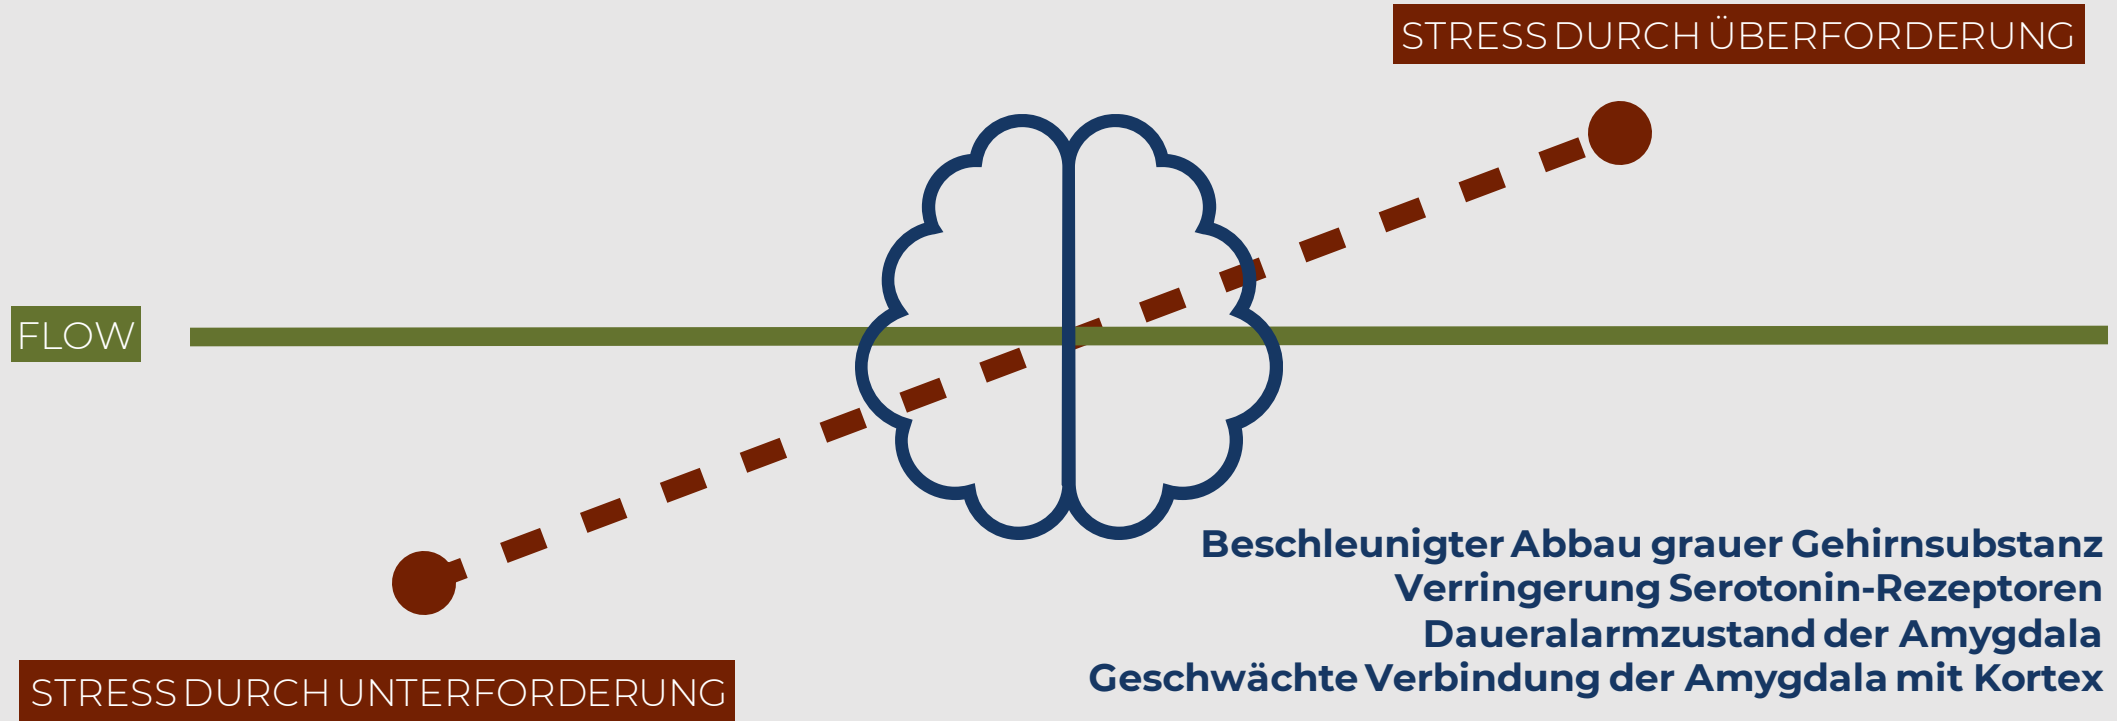 STRESS DURCH ÜBERFORDERUNG
FLOW
Beschleunigter Abbau grauer Gehirnsubstanz
Verringerung Serotonin-Rezeptoren
Daueralarmzustand der Amygdala
Geschwächte Verbindung der Amygdala mit Kortex
STRESS DURCH UNTERFORDERUNG